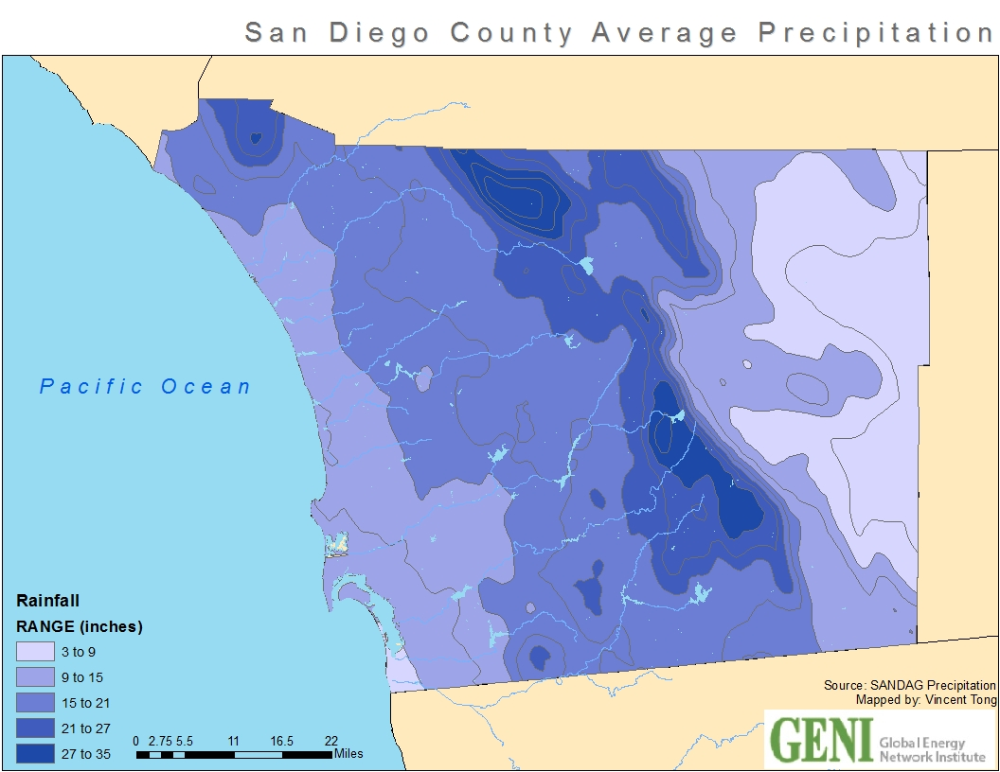 San Diego County Average Precipitation
Pacific Ocean
Rainfall
RANGE (inches)
3 to 9
9 to 15
15 to 21
21 to 27
27 to 35
0 2.75 5.5 11 16.5 22
Miles
Source: SANDAG Precipitation
Mapped by: Vincent Tong
GENI
Global Energy
Network Institute